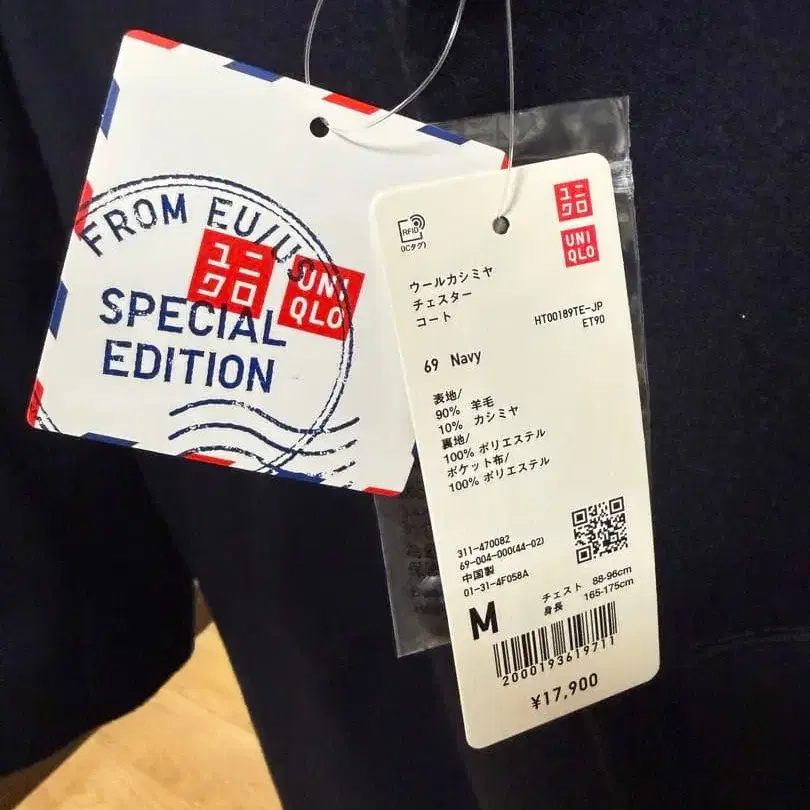 FROM EU/US
ユニ
クロ
UNI
QLO
SPECIAL
EDITION
RFID
(ICタグ)
ユニ
クロ
UNI
QLO
ウールカシミヤ
チェスター
コート
HT00189TE-JP
ET90
69 Navy
表地/
90% 羊毛
10% カシミヤ
裏地/
100% ポリエステル
ポケット布/
100% ポリエステル
311-470082
69-004-000(44-02)
中国製
01-31-4F058A
M
チェスト 88-96cm
身長 165-175cm
2000193619711
¥17,900